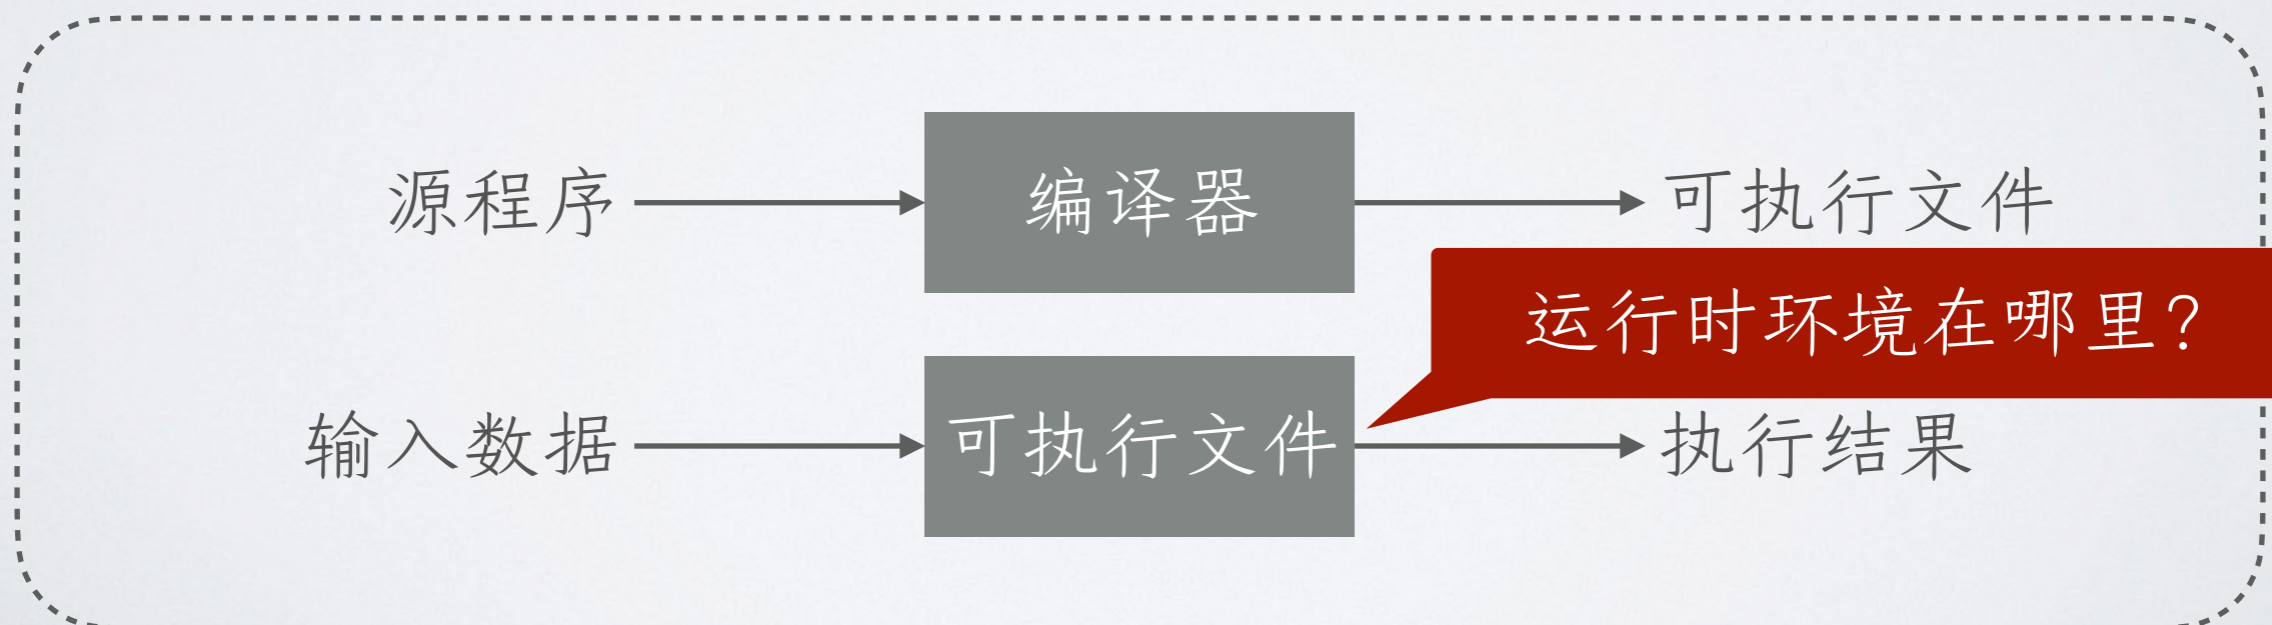 源程序
编译器
可执行文件
运行时环境在哪里?
输入数据
可执行文件
执行结果